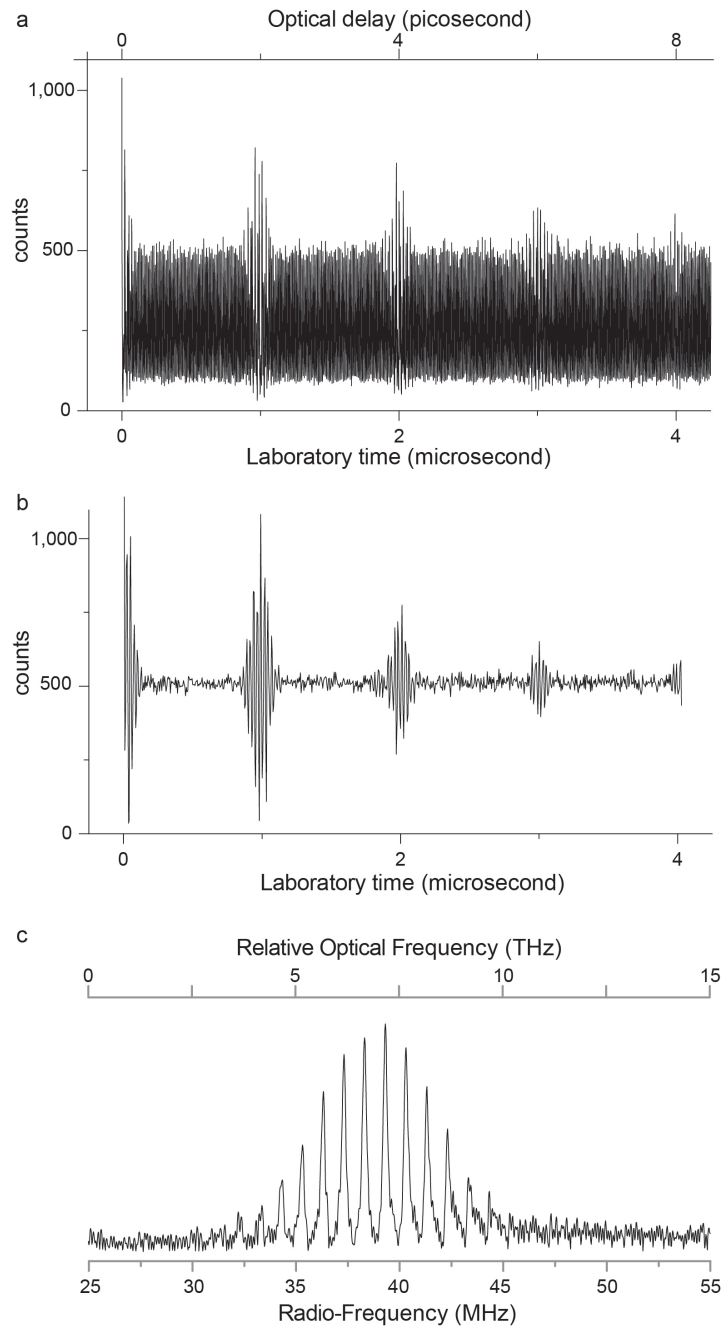 a
Optical delay (picosecond)
0 4 8
1,000
500
0
counts
0 2 4
Laboratory time (microsecond)
b
1,000
500
0
counts
0 2 4
Laboratory time (microsecond)
c
Relative Optical Frequency (THz)
0 5 10 15
25 30 35 40 45 50 55
Radio-Frequency (MHz)